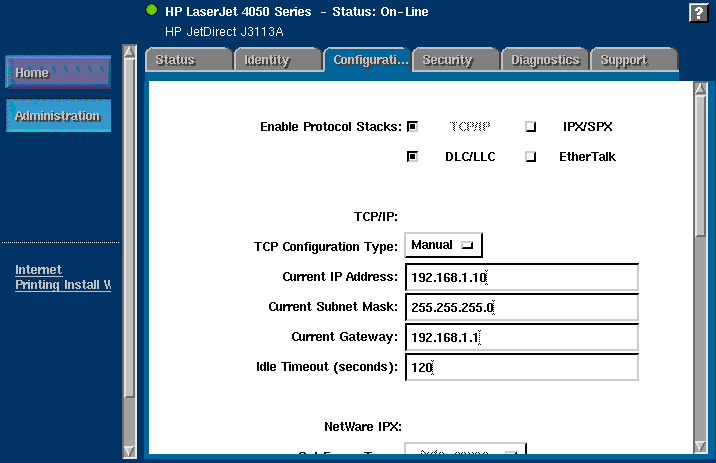 HP LaserJet 4050 Series - Status: On-Line
HP JetDirect J3113A
?
Home
Administration
Internet
Printing Install W
Status Identity Configurati... Security Diagnostics Support
Enable Protocol Stacks: TCP/IP IPX/SPX
DLC/LLC EtherTalk
TCP/IP:
TCP Configuration Type: Manual
Current IP Address: 192.168.1.10
Current Subnet Mask: 255.255.255.0
Current Gateway: 192.168.1.1
Idle Timeout (seconds): 120
NetWare IPX: